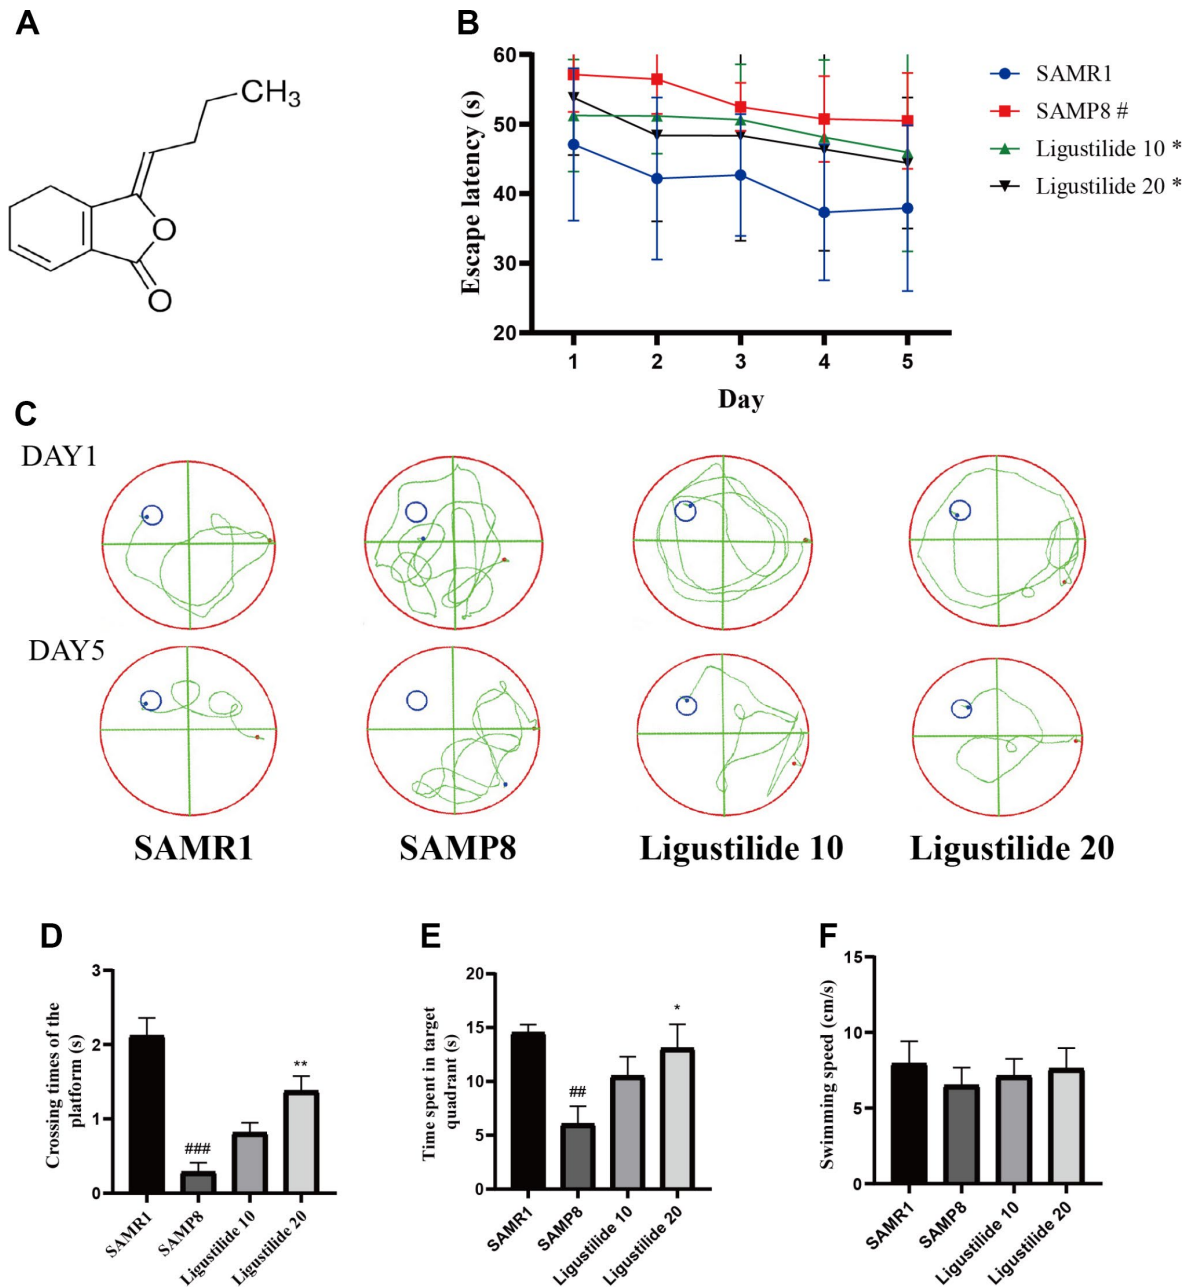 A
CH3
O
O
B
Escape latency (s)
60
50
40
30
20
1 2 3 4 5
Day
SAMR1
SAMP8 #
Ligustilide 10 *
Ligustilide 20 *
C
DAY1
DAY5
SAMR1 SAMP8 Ligustilide 10 Ligustilide 20
D
Crossing times of the
platform (s)
3
2
1
0
###
**
SAMR1 SAMP8 Ligustilide 10 Ligustilide 20
E
Time spent in target
quadrant (s)
20
15
10
5
0
##
*
SAMR1 SAMP8 Ligustilide 10 Ligustilide 20
F
Swimming speed (cm/s)
15
10
5
0
SAMR1 SAMP8 Ligustilide 10 Ligustilide 20